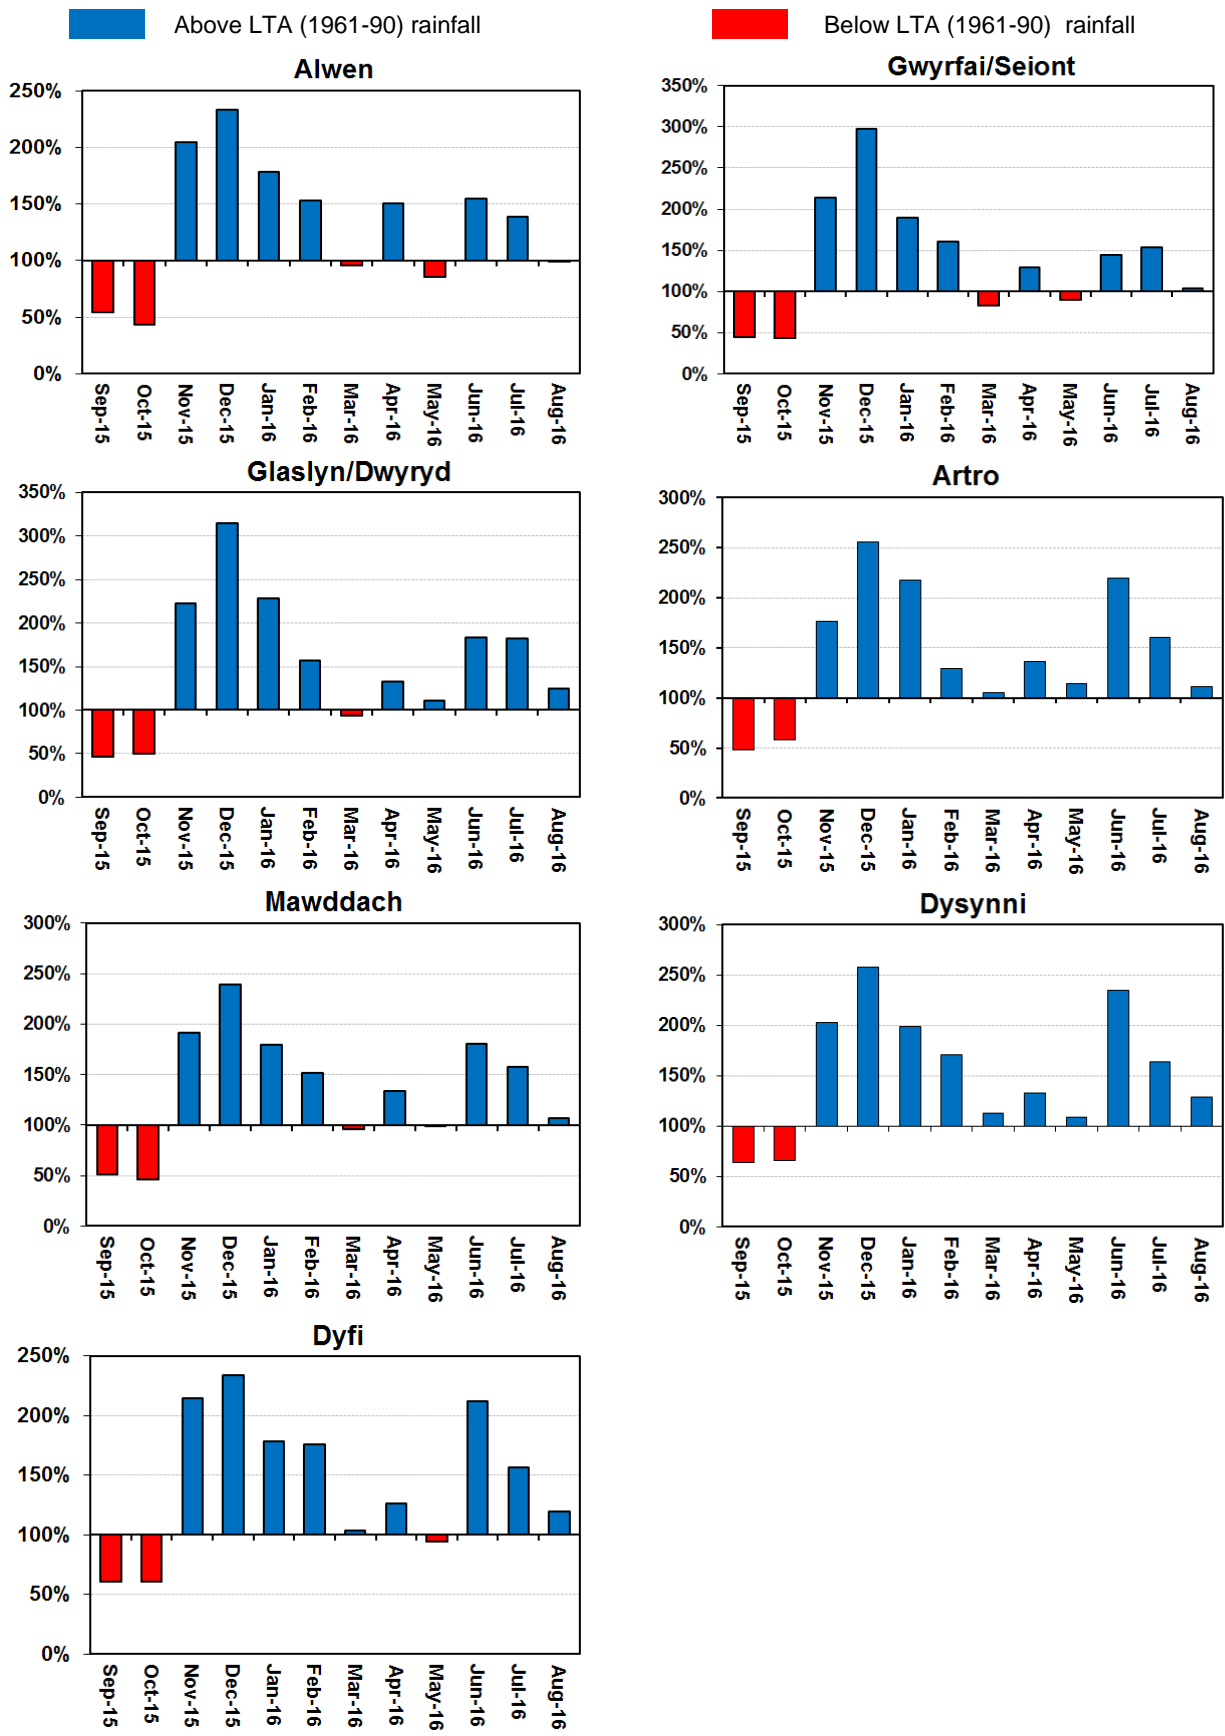 Above LTA (1961-90) rainfall
Below LTA (1961-90) rainfall
Alwen
250%
200%
150%
100%
50%
0%
Sep-15
Oct-15
Nov-15
Dec-15
Jan-16
Feb-16
Mar-16
Apr-16
May-16
Jun-16
Jul-16
Aug-16
Gwyrfai/Seiont
350%
300%
250%
200%
150%
100%
50%
0%
Sep-15
Oct-15
Nov-15
Dec-15
Jan-16
Feb-16
Mar-16
Apr-16
May-16
Jun-16
Jul-16
Aug-16
Glaslyn/Dwyryd
350%
300%
250%
200%
150%
100%
50%
0%
Sep-15
Oct-15
Nov-15
Dec-15
Jan-16
Feb-16
Mar-16
Apr-16
May-16
Jun-16
Jul-16
Aug-16
Artro
300%
250%
200%
150%
100%
50%
0%
Sep-15
Oct-15
Nov-15
Dec-15
Jan-16
Feb-16
Mar-16
Apr-16
May-16
Jun-16
Jul-16
Aug-16
Mawddach
300%
250%
200%
150%
100%
50%
0%
Sep-15
Oct-15
Nov-15
Dec-15
Jan-16
Feb-16
Mar-16
Apr-16
May-16
Jun-16
Jul-16
Aug-16
Dysynni
300%
250%
200%
150%
100%
50%
0%
Sep-15
Oct-15
Nov-15
Dec-15
Jan-16
Feb-16
Mar-16
Apr-16
May-16
Jun-16
Jul-16
Aug-16
Dyfi
250%
200%
150%
100%
50%
0%
Sep-15
Oct-15
Nov-15
Dec-15
Jan-16
Feb-16
Mar-16
Apr-16
May-16
Jun-16
Jul-16
Aug-16